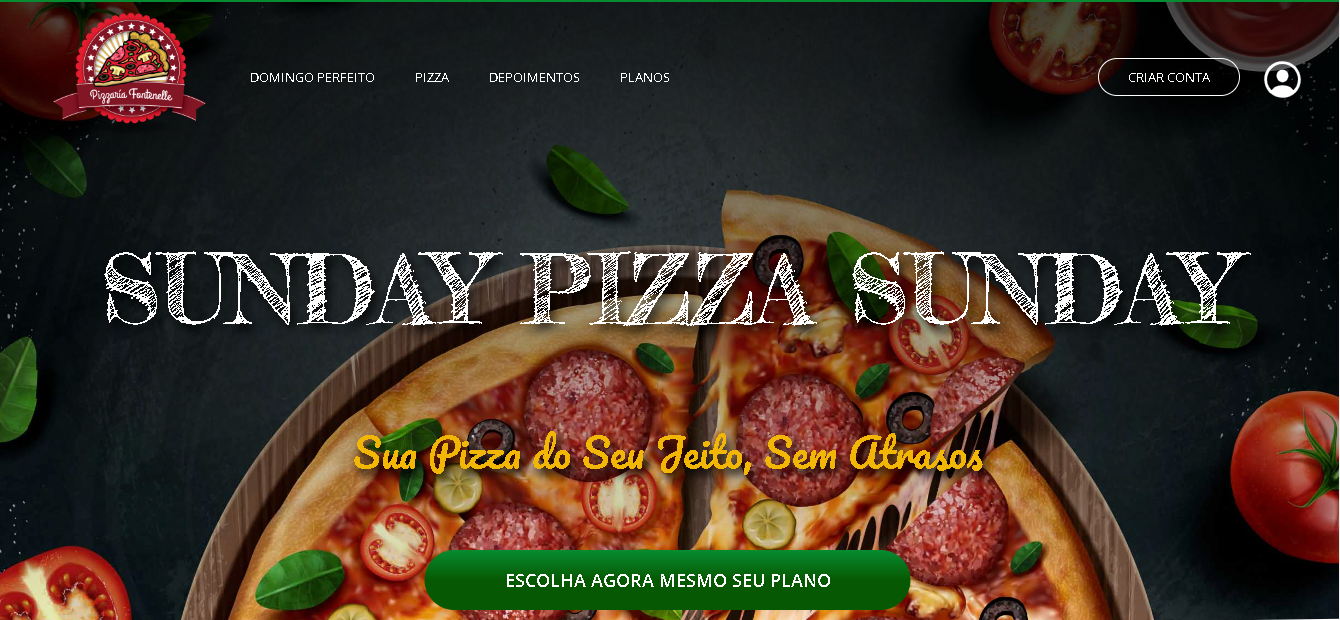 Pizzaria Fontenelle
DOMINGO PERFEITO
PIZZA
DEPOIMENTOS
PLANOS
CRIAR CONTA
SUNDAY PIZZA SUNDAY
Sua Pizza do Seu Jeito, Sem Atrasos
ESCOLHA AGORA MESMO SEU PLANO